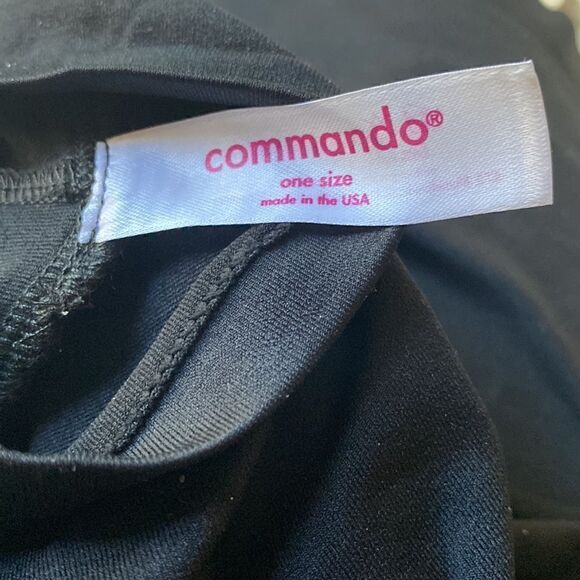 commando®
one size
made in the USA